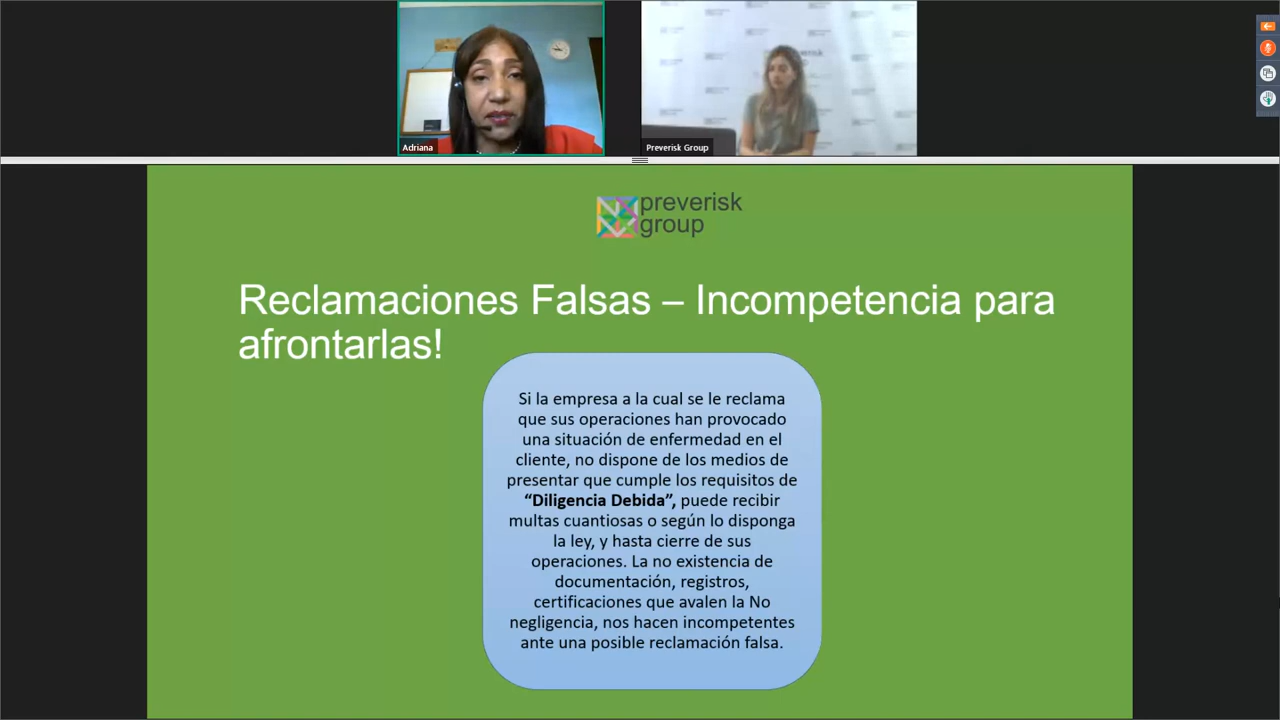 Adriana
Preverisk Group
preverisk
group
Reclamaciones Falsas – Incompetencia para
afrontarlas!
Si la empresa a la cual se le reclama
que sus operaciones han provocado
una situación de enfermedad en el
cliente, no dispone de los medios de
presentar que cumple los requisitos de
“Diligencia Debida”, puede recibir
multas cuantiosas o según lo disponga
la ley, y hasta cierre de sus
operaciones. La no existencia de
documentación, registros,
certificaciones que avalen la No
negligencia, nos hacen incompetentes
ante una posible reclamación falsa.